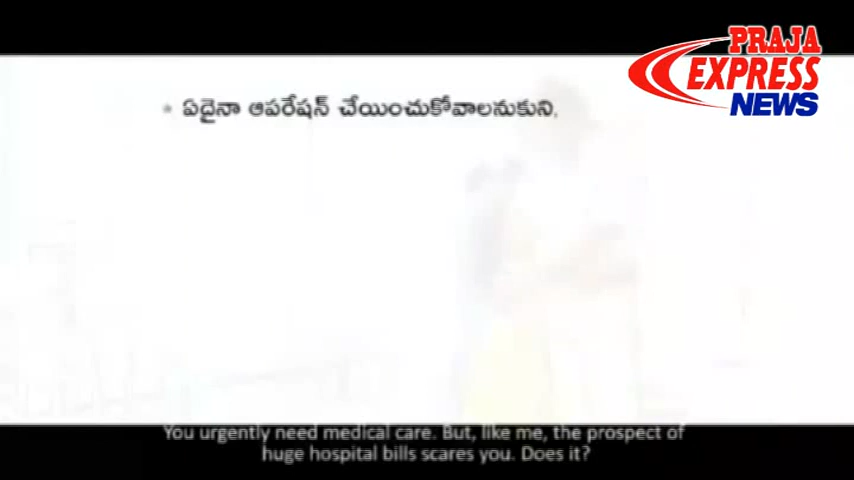 PRAJA
EXPRESS
NEWS
* ఏదైనా ఆపరేషన్ చేయించుకోవాలనుకుని,
You urgently need medical care. But, like me, the prospect of
huge hospital bills scares you. Does it?